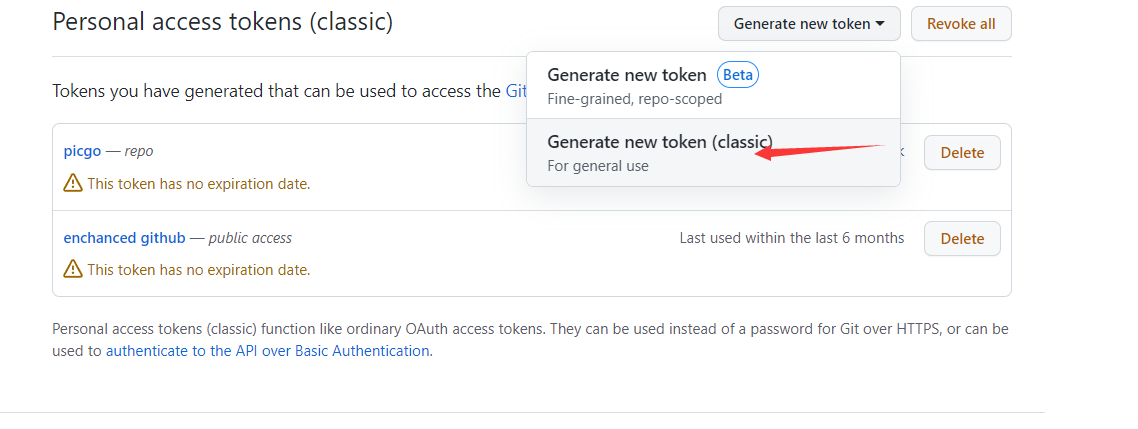 Personal access tokens (classic)
Generate new token
Revoke all
Generate new token Beta
Fine-grained, repo-scoped
Generate new token (classic)
For general use
Tokens you have generated that can be used to access the Git
picgo — repo
k
Delete
This token has no expiration date.
enchanced github — public access
Last used within the last 6 months
Delete
This token has no expiration date.
Personal access tokens (classic) function like ordinary OAuth access tokens. They can be used instead of a password for Git over HTTPS, or can be
used to authenticate to the API over Basic Authentication.